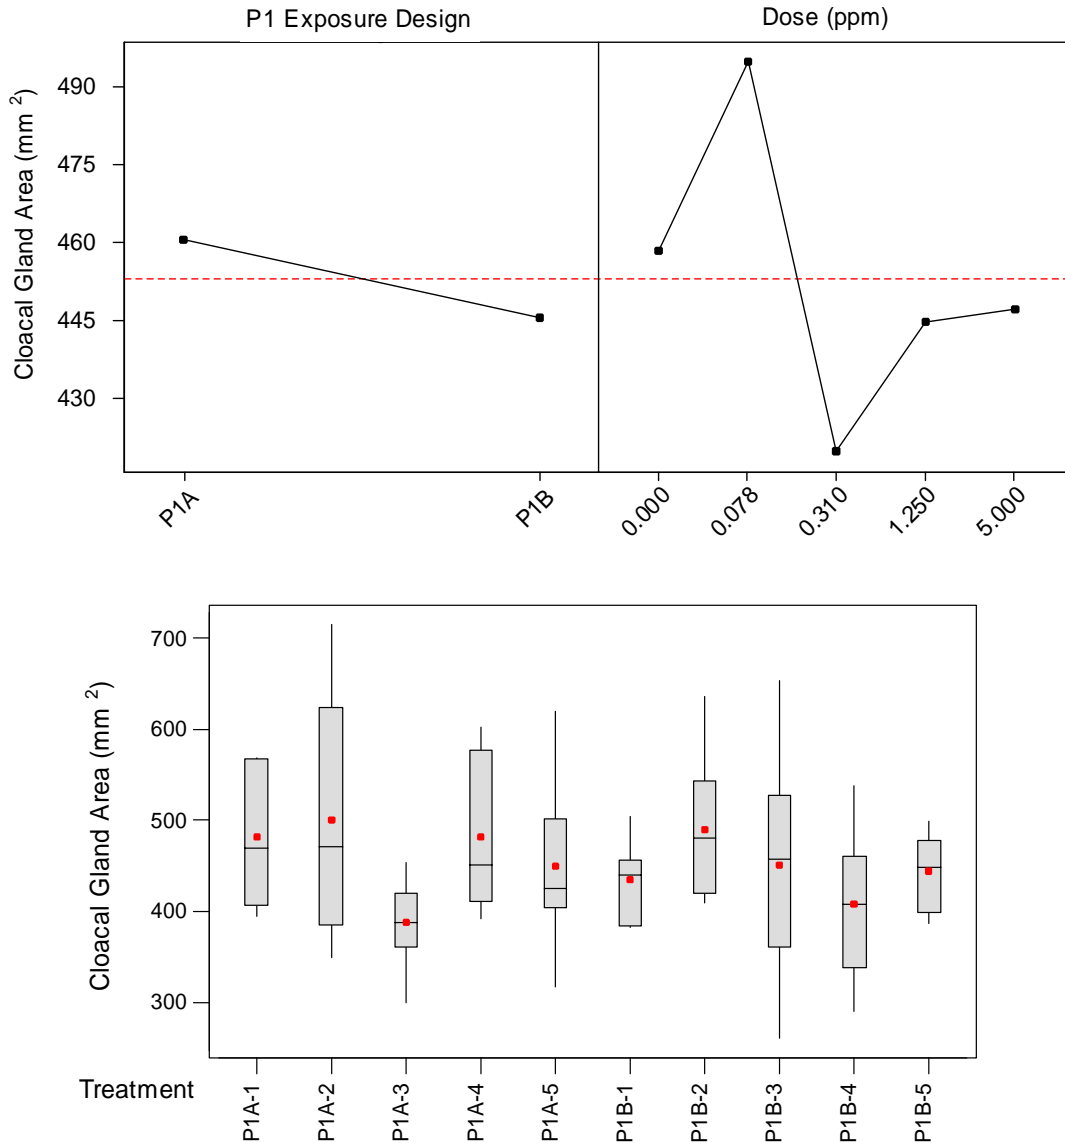 P1 Exposure Design
Dose (ppm)
Cloacal Gland Area (mm 2)
490
475
460
445
430
P1A
P1B
0.000
0.078
0.310
1.250
5.000
Cloacal Gland Area (mm 2)
700
600
500
400
300
Treatment
P1A-1
P1A-2
P1A-3
P1A-4
P1A-5
P1B-1
P1B-2
P1B-3
P1B-4
P1B-5